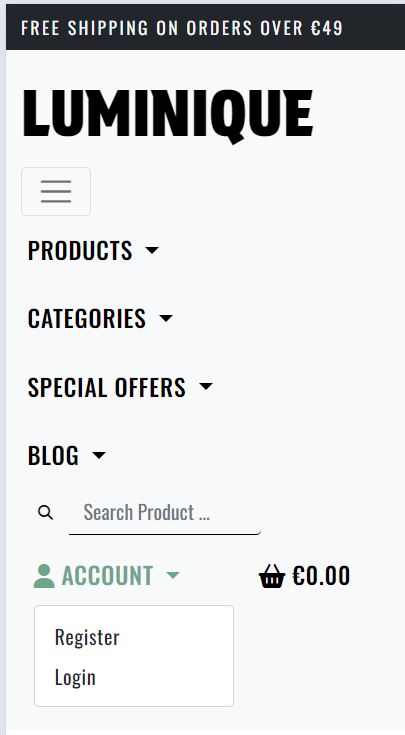 FREE SHIPPING ON ORDERS OVER €49
LUMINIQUE
PRODUCTS
CATEGORIES
SPECIAL OFFERS
BLOG
Search Product ...
ACCOUNT €0.00
Register
Login